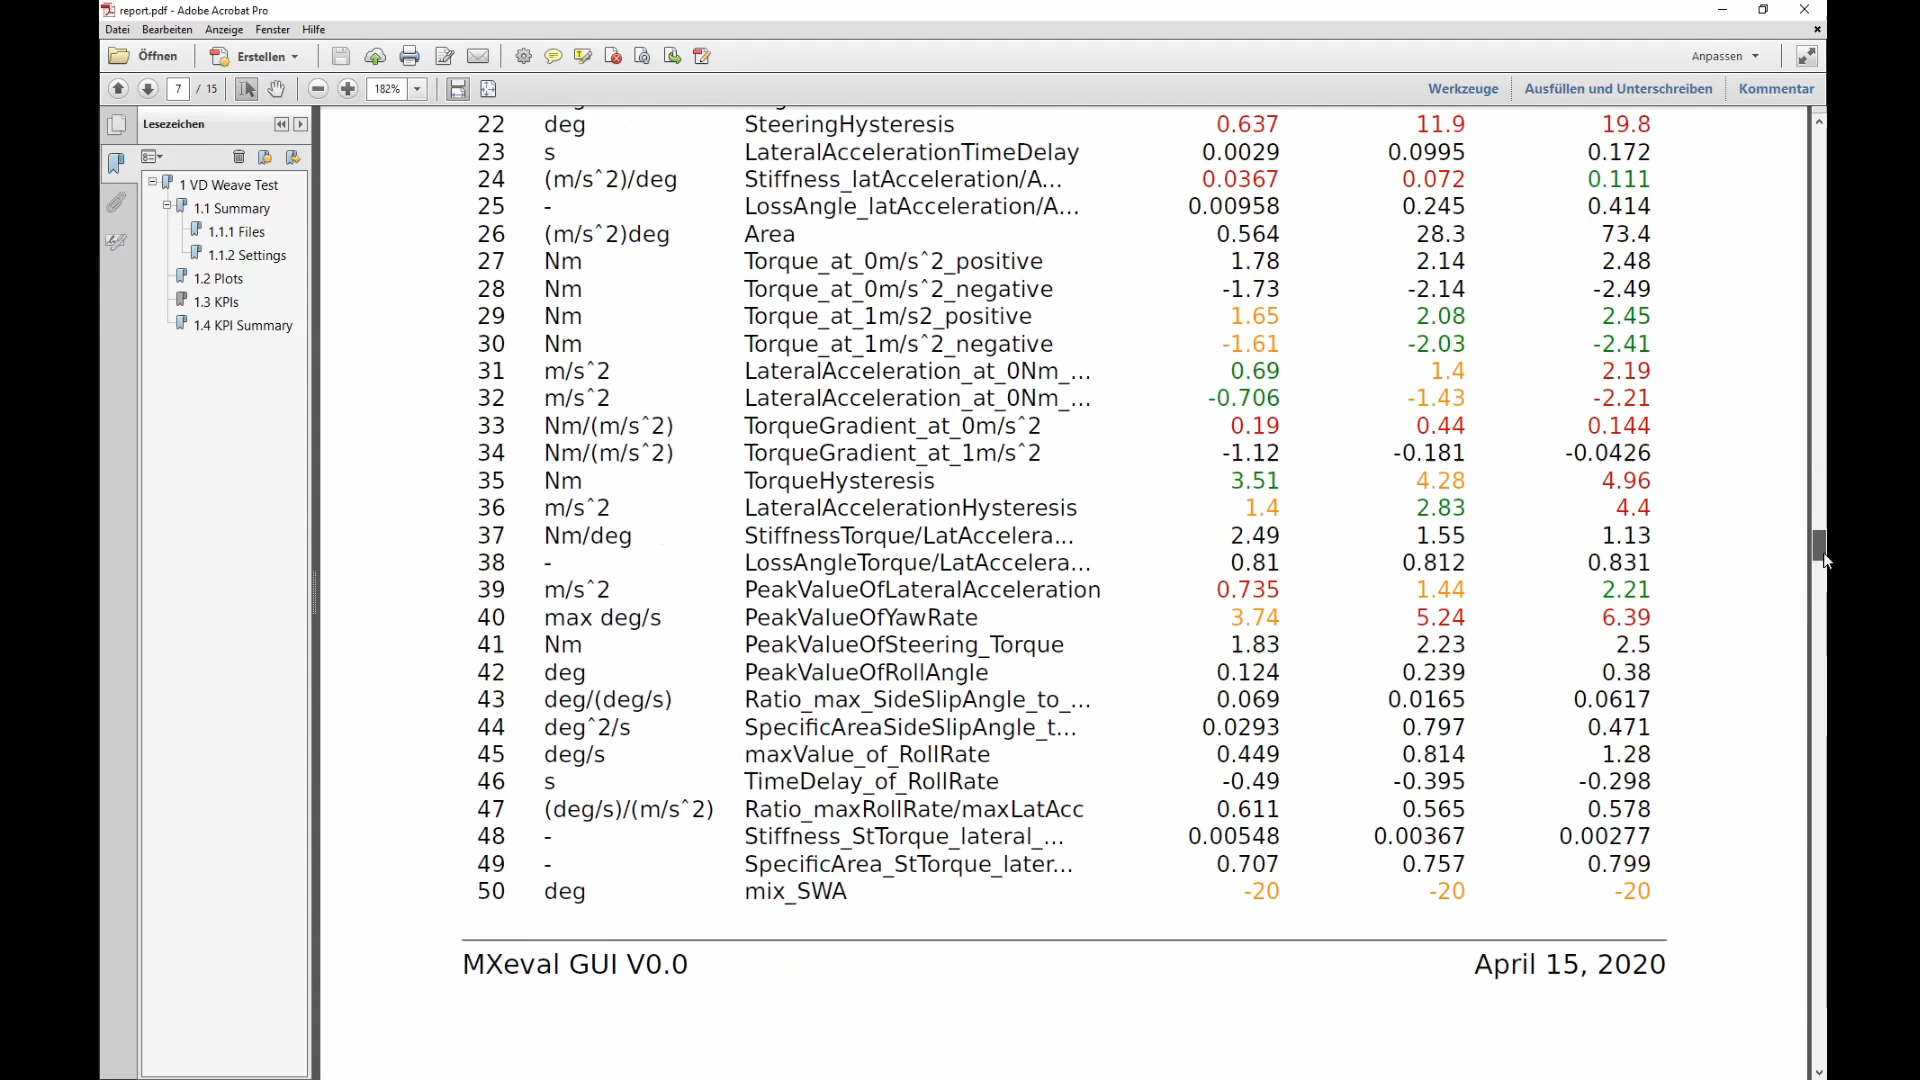 report.pdf - Adobe Acrobat Pro
Datei Bearbeiten Anzeige Fenster Hilfe
Öffnen Erstellen Anpassen
7 / 15 182% Werkzeuge Ausfüllen und Unterschreiben Kommentar
Lesezeichen
1 VD Weave Test
1.1 Summary
1.1.1 Files
1.1.2 Settings
1.2 Plots
1.3 KPIs
1.4 KPI Summary
22 deg SteeringHysteresis 0.637 11.9 19.8
23 s LateralAccelerationTimeDelay 0.0029 0.0995 0.172
24 (m/s^2)/deg Stiffness_latAcceleration/A... 0.0367 0.072 0.111
25 - LossAngle_latAcceleration/A... 0.00958 0.245 0.414
26 (m/s^2)deg Area 0.564 28.3 73.4
27 Nm Torque_at_0m/s^2_positive 1.78 2.14 2.48
28 Nm Torque_at_0m/s^2_negative -1.73 -2.14 -2.49
29 Nm Torque_at_1m/s2_positive 1.65 2.08 2.45
30 Nm Torque_at_1m/s^2_negative -1.61 -2.03 -2.41
31 m/s^2 LateralAcceleration_at_0Nm_... 0.69 1.4 2.19
32 m/s^2 LateralAcceleration_at_0Nm_... -0.706 -1.43 -2.21
33 Nm/(m/s^2) TorqueGradient_at_0m/s^2 0.19 0.44 0.144
34 Nm/(m/s^2) TorqueGradient_at_1m/s^2 -1.12 -0.181 -0.0426
35 Nm TorqueHysteresis 3.51 4.28 4.96
36 m/s^2 LateralAccelerationHysteresis 1.4 2.83 4.4
37 Nm/deg StiffnessTorque/LatAccelera... 2.49 1.55 1.13
38 - LossAngleTorque/LatAccelera... 0.81 0.812 0.831
39 m/s^2 PeakValueOfLateralAcceleration 0.735 1.44 2.21
40 max deg/s PeakValueOfYawRate 3.74 5.24 6.39
41 Nm PeakValueOfSteering_Torque 1.83 2.23 2.5
42 deg PeakValueOfRollAngle 0.124 0.239 0.38
43 deg/(deg/s) Ratio_max_SideSlipAngle_to_... 0.069 0.0165 0.0617
44 deg^2/s SpecificAreaSideSlipAngle_t... 0.0293 0.797 0.471
45 deg/s maxValue_of_RollRate 0.449 0.814 1.28
46 s TimeDelay_of_RollRate -0.49 -0.395 -0.298
47 (deg/s)/(m/s^2) Ratio_maxRollRate/maxLatAcc 0.611 0.565 0.578
48 - Stiffness_StTorque_lateral_... 0.00548 0.00367 0.00277
49 - SpecificArea_StTorque_later... 0.707 0.757 0.799
50 deg mix_SWA -20 -20 -20
MXeval GUI V0.0 April 15, 2020